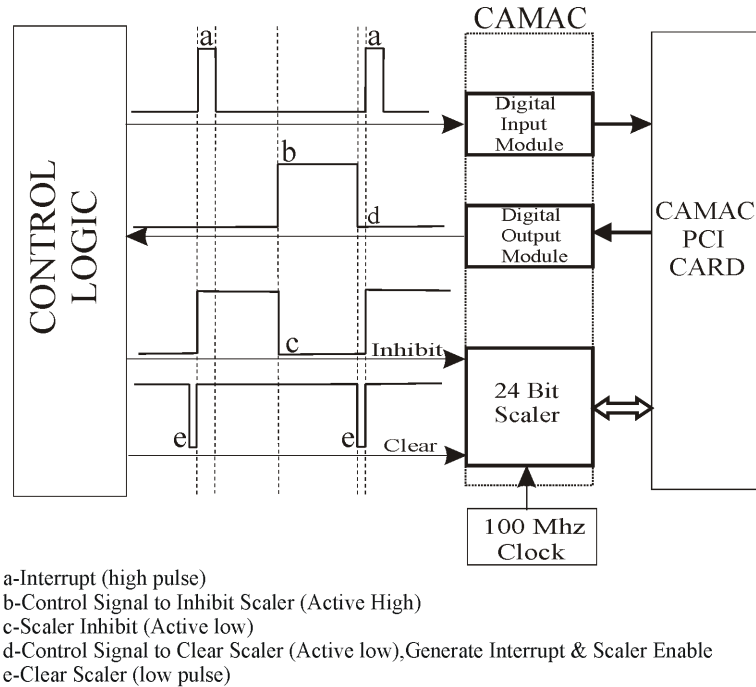 CAMAC
a
a
Digital
Input
Module
b
d
Digital
Output
Module
CONTROL
LOGIC
CAMAC
PCI
CARD
c
Inhibit
24 Bit
Scaler
e
e
Clear
100 Mhz
Clock
a-Interrupt (high pulse)
b-Control Signal to Inhibit Scaler (Active High)
c-Scaler Inhibit (Active low)
d-Control Signal to Clear Scaler (Active low),Generate Interrupt & Scaler Enable
e-Clear Scaler (low pulse)